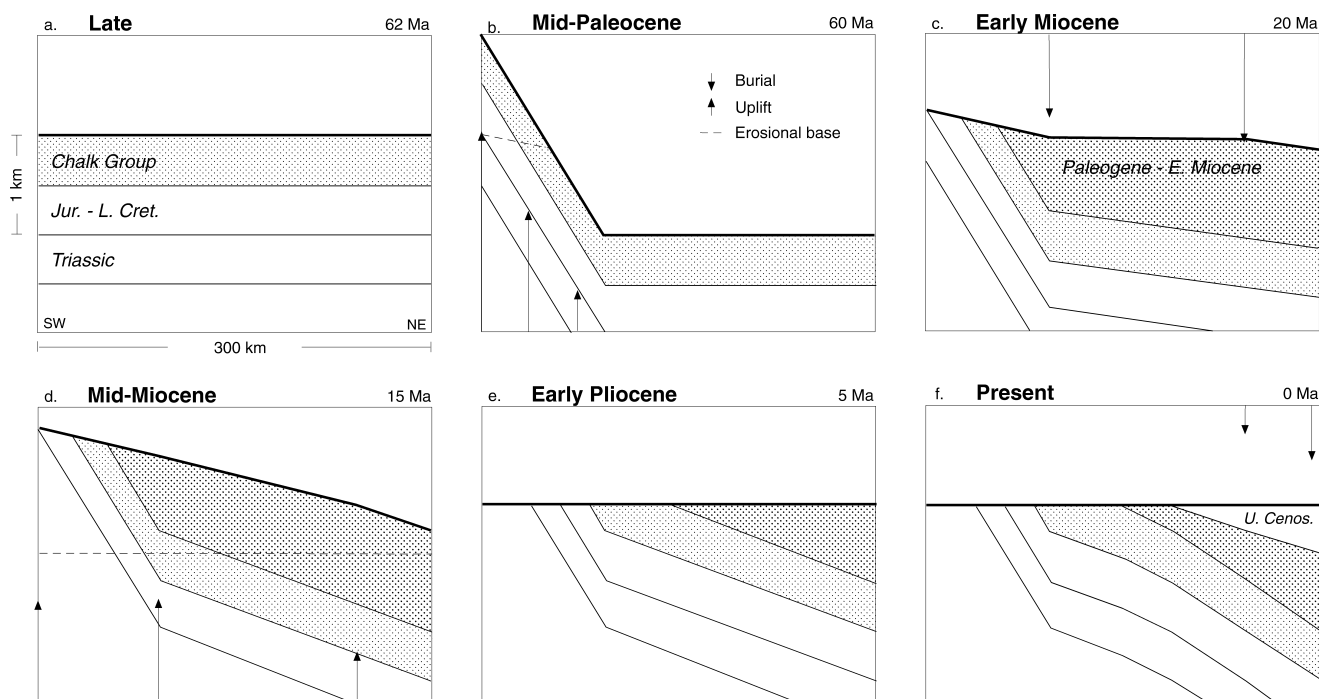 a. Late 62 Ma
Chalk Group
1 km
Jur. - L. Cret.
Triassic
SW NE
300 km
b. Mid-Paleocene 60 Ma
Burial
Uplift
Erosional base
c. Early Miocene 20 Ma
Paleogene - E. Miocene
d. Mid-Miocene 15 Ma
e. Early Pliocene 5 Ma
f. Present 0 Ma
U. Cenos.